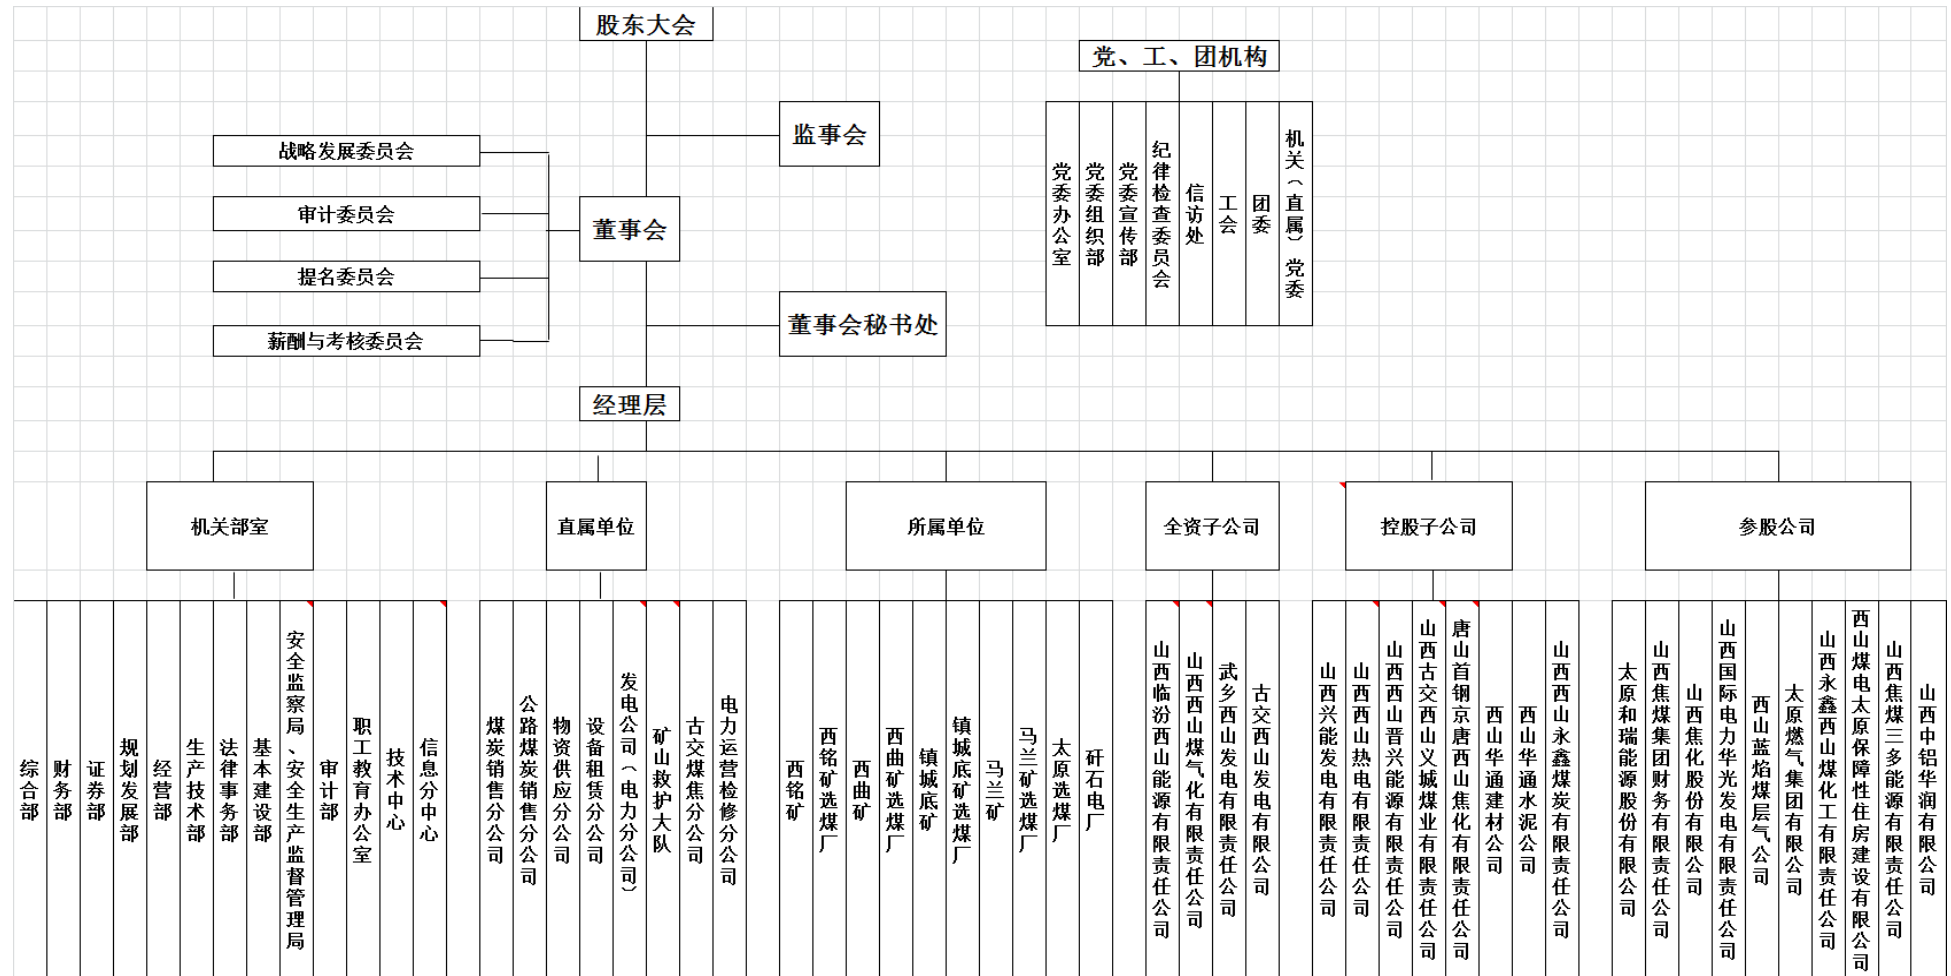 股东大会
党、工、团机构
监事会
战略发展委员会
审计委员会
董事会
提名委员会
董事会秘书处
薪酬与考核委员会
经理层
党委办公室
党委组织部
党委宣传部
纪律检查委员会
信访处
工会
团委
机关（直属）党委
机关部室
直属单位
所属单位
全资子公司
控股子公司
参股公司
综合部
财务部
证券部
规划发展部
经营部
生产技术部
法律事务部
基本建设部
安全监察局、安全生产监督管理局
审计部
职工教育办公室
技术中心
信息分中心
煤炭销售分公司
公路煤炭销售分公司
物资供应分公司
设备租赁分公司
发电公司（电力分公司）
矿山救护大队
古交煤焦分公司
电力运营检修分公司
西铭矿
西铭矿选煤厂
西曲矿
西曲矿选煤厂
镇城底矿
镇城底矿选煤厂
马兰矿
马兰矿选煤厂
太原选煤厂
矸石电厂
山西临汾西山能源有限责任公司
山西西山煤气化有限责任公司
武乡西山发电有限责任公司
古交西山发电有限公司
山西兴能发电有限责任公司
山西西山热电有限责任公司
山西西山晋兴能源有限责任公司
山西古交西山义城煤业有限责任公司
唐山首钢京唐西山焦化有限责任公司
西山华通建材公司
西山华通水泥公司
山西西山永鑫煤炭有限责任公司
太原和瑞能源股份有限公司
山西焦煤集团财务有限责任公司
山西焦化股份有限公司
山西国际电力华光发电有限责任公司
西山蓝焰煤层气公司
太原燃气集团有限公司
山西永鑫西山煤化工有限责任公司
西山煤电太原保障性住房建设有限公司
山西焦煤三多能源有限责任公司
山西中铝华润有限公司